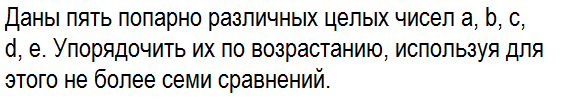 Даны пять попарно различных целых чисел a, b, c,
d, e. Упорядочить их по возрастанию, используя для
этого не более семи сравнений.